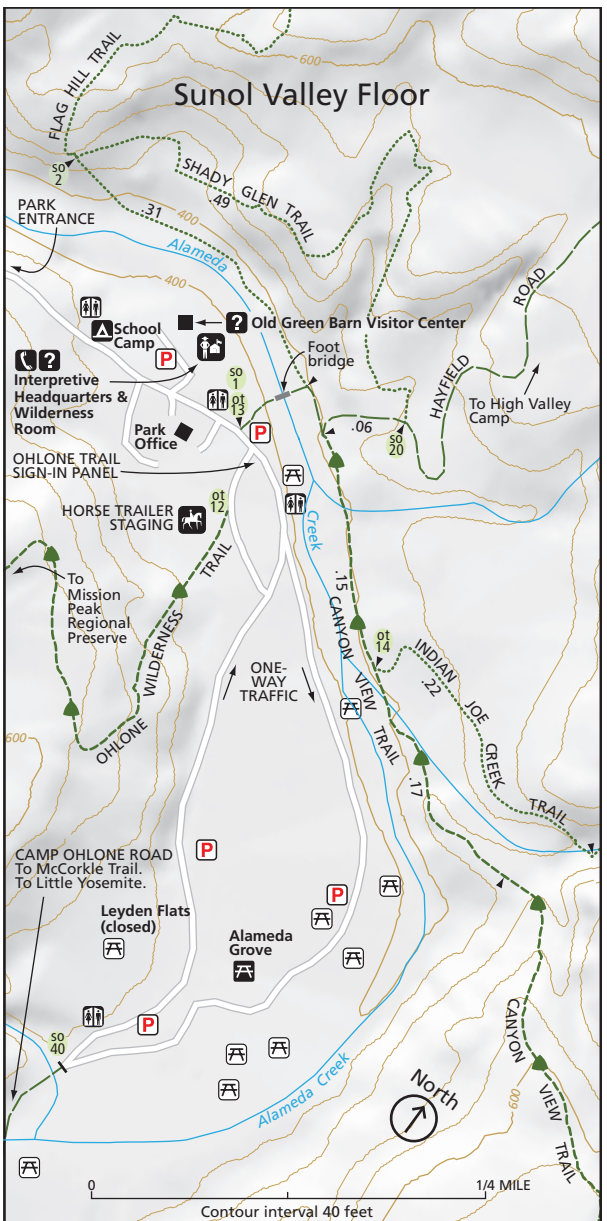 Sunol Valley Floor
FLAG HILL TRAIL
600
so
2
SHADY GLEN TRAIL
.49
.31
400
PARK
ENTRANCE
Alameda
400
ROAD
School
Camp
?
Old Green Barn Visitor Center
P
?
Foot
bridge
Interpretive
Headquarters &
Wilderness
Room
so
1
ot
13
HAYFIELD
To High Valley
Camp
.06
so
20
Park
Office
P
OHLONE TRAIL
SIGN-IN PANEL
ot
12
HORSE TRAILER
STAGING
Creek
TRAIL
To
Mission
Peak
Regional
Preserve
WILDERNESS
OHLONE
.15
CANYON
VIEW
TRAIL
ot
14
INDIAN
JOE
CREEK
TRAIL
.22
ONE-
WAY
TRAFFIC
600
.17
P
CAMP OHLONE ROAD
To McCorkle Trail.
To Little Yosemite.
Leyden Flats
(closed)
P
Alameda
Grove
P
so
40
CANYON
VIEW
TRAIL
Alameda Creek
North
600
0
1/4 MILE
Contour interval 40 feet